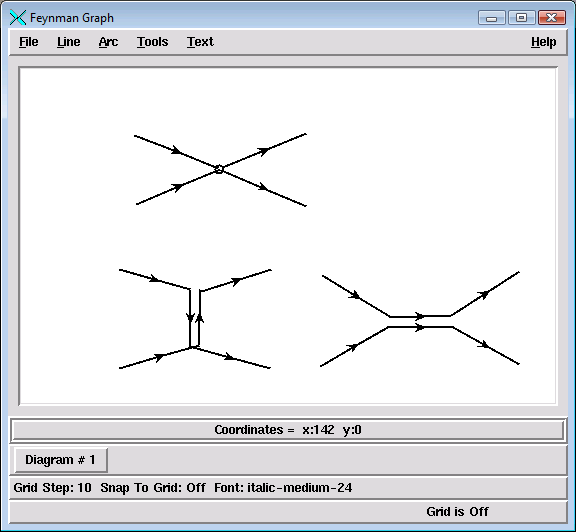 Feynman Graph
File Line Arc Tools Text Help
Coordinates = x:142 y:0
Diagram # 1
Grid Step: 10 Snap To Grid: Off Font: italic-medium-24
Grid is Off